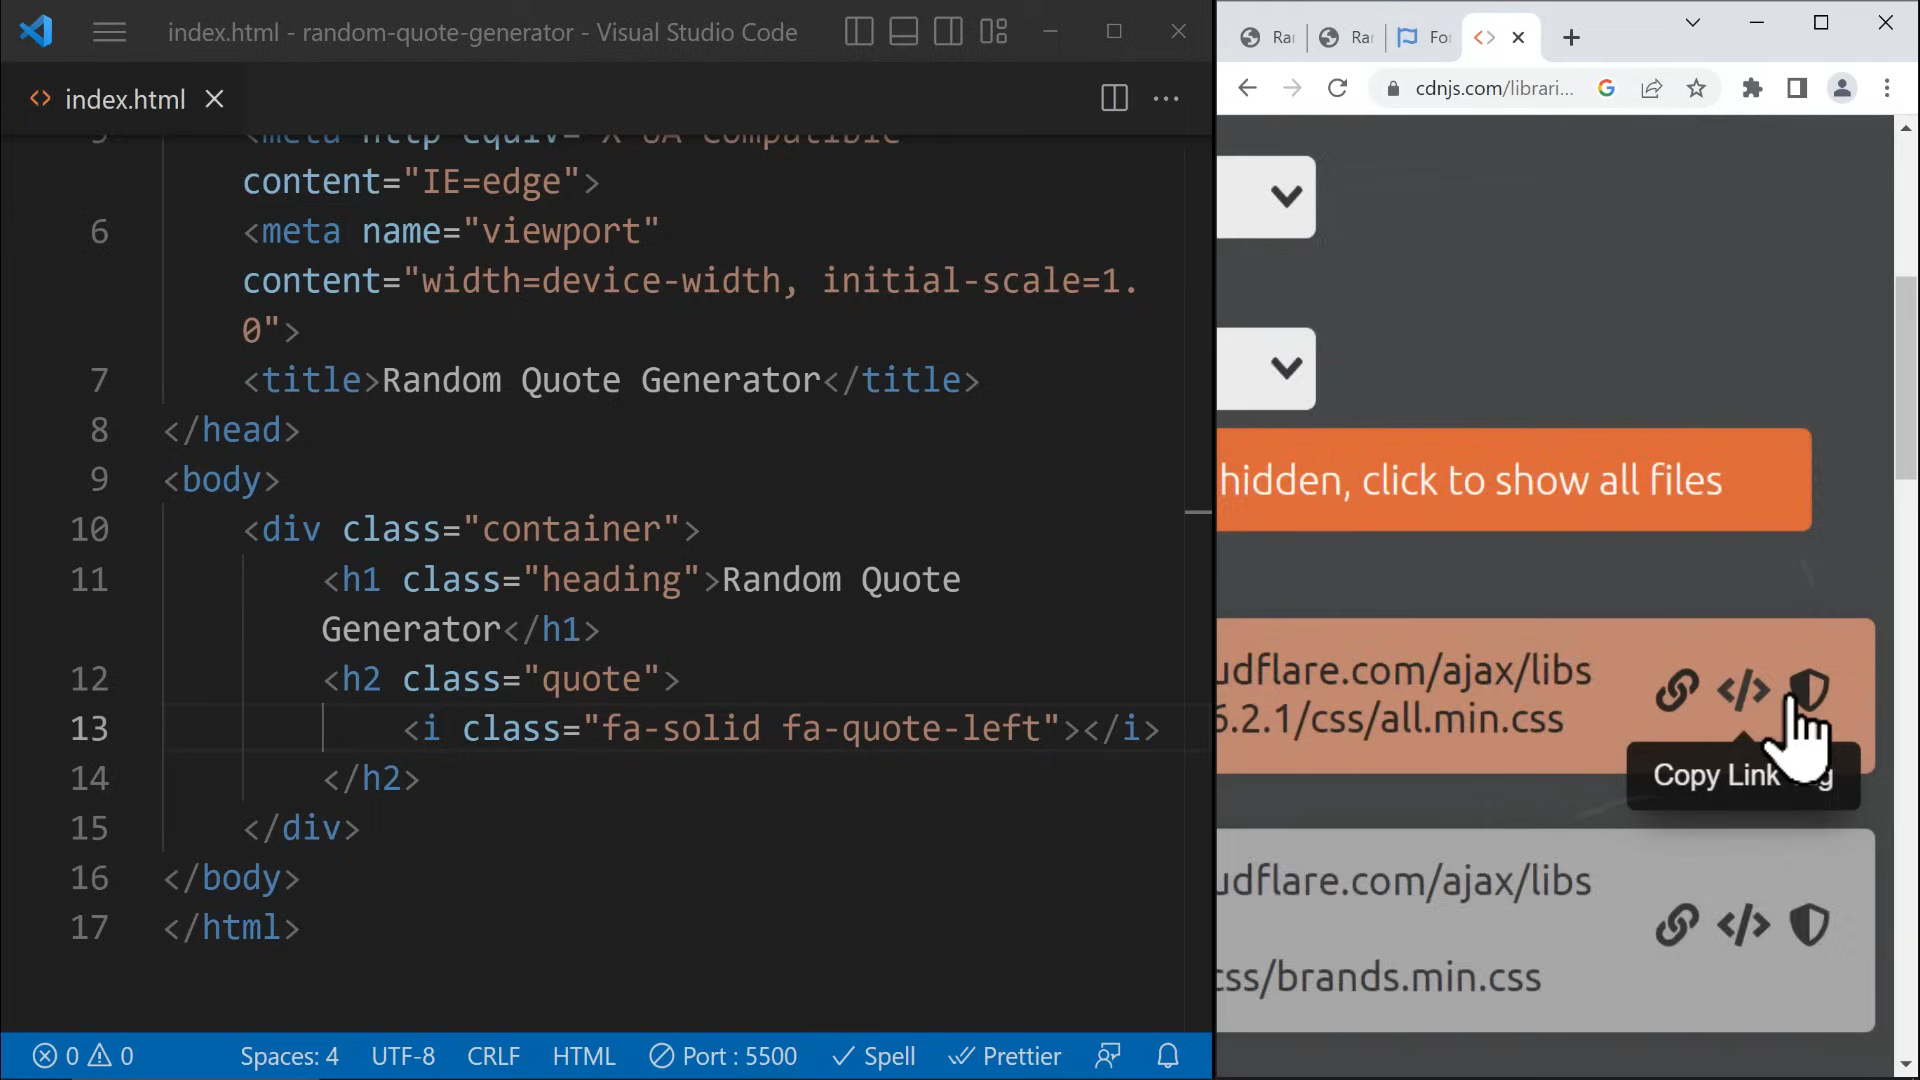 index.html - random-quote-generator - Visual Studio Code
index.html
5
content="IE=edge">
6 <meta name="viewport"
content="width=device-width, initial-scale=1.
0">
7 <title>Random Quote Generator</title>
8 </head>
9 <body>
10 <div class="container">
11 <h1 class="heading">Random Quote
Generator</h1>
12 <h2 class="quote">
13 <i class="fa-solid fa-quote-left"></i>
14 </h2>
15 </div>
16 </body>
17 </html>
0 0 Spaces: 4 UTF-8 CRLF HTML Port : 5500 Spell Prettier
Ra Ra Fo
cdnjs.com/librari...
hidden, click to show all files
udflare.com/ajax/libs
6.2.1/css/all.min.css
Copy Link
udflare.com/ajax/libs
css/brands.min.css